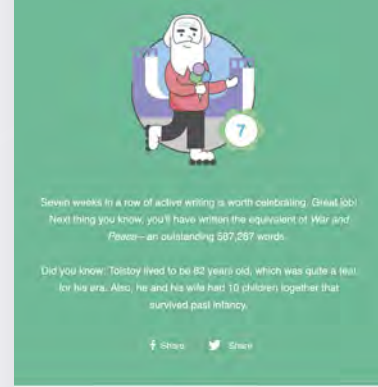 7
Seven weeks in a row of active writing is worth celebrating. Great job!
Next thing you know, you'll have written the equivalent of War and
Peace—an outstanding 587,287 words.
Did you know: Tolstoy lived to be 82 years old, which was quite a feat
for his era. Also, he and his wife had 10 children together that
survived past infancy.
Share Share